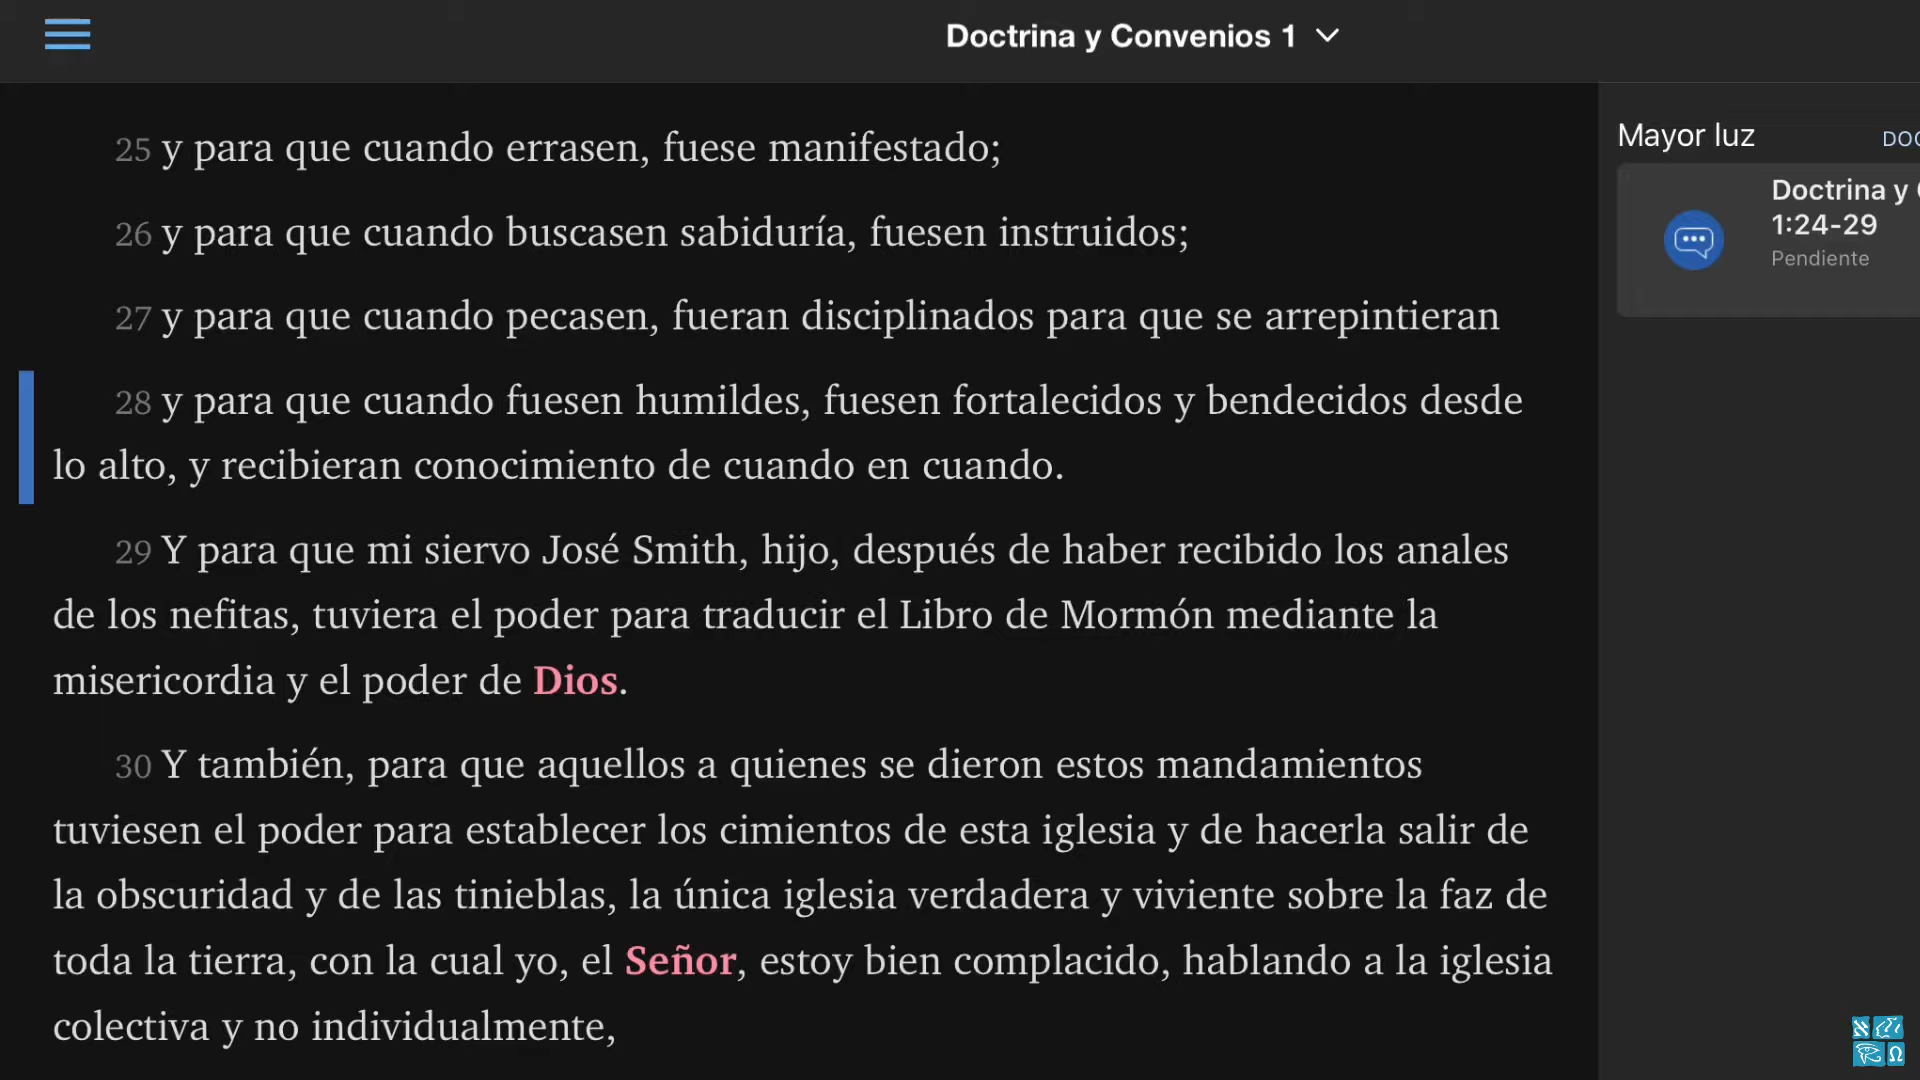 Doctrina y Convenios 1
25 y para que cuando errasen, fuese manifestado;
26 y para que cuando buscasen sabiduría, fuesen instruidos;
27 y para que cuando pecasen, fueran disciplinados para que se arrepintieran
28 y para que cuando fuesen humildes, fuesen fortalecidos y bendecidos desde
lo alto, y recibieran conocimiento de cuando en cuando.
29 Y para que mi siervo José Smith, hijo, después de haber recibido los anales
de los nefitas, tuviera el poder para traducir el Libro de Mormón mediante la
misericordia y el poder de Dios.
30 Y también, para que aquellos a quienes se dieron estos mandamientos
tuviesen el poder para establecer los cimientos de esta iglesia y de hacerla salir de
la obscuridad y de las tinieblas, la única iglesia verdadera y viviente sobre la faz de
toda la tierra, con la cual yo, el Señor, estoy bien complacido, hablando a la iglesia
colectiva y no individualmente,
Mayor luz
Doctrina y
1:24-29
Pendiente